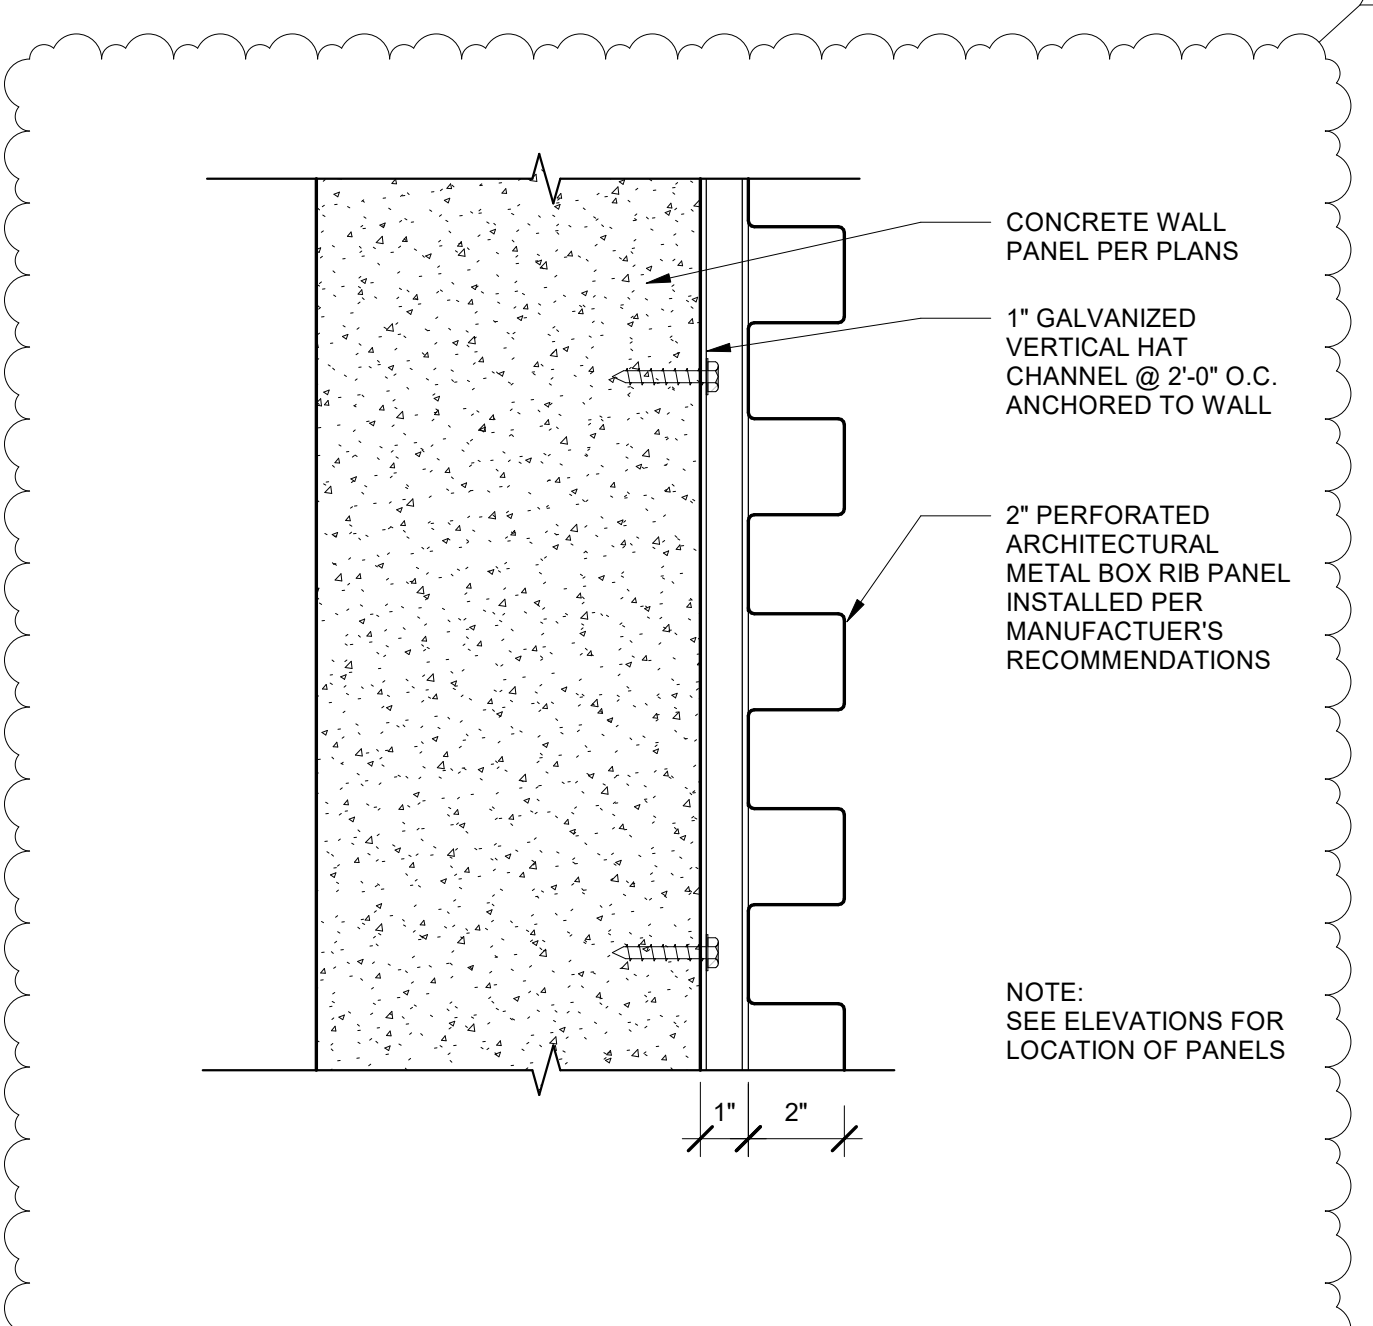 CONCRETE WALL
PANEL PER PLANS
1" GALVANIZED
VERTICAL HAT
CHANNEL @ 2'-0" O.C.
ANCHORED TO WALL
2" PERFORATED
ARCHITECTURAL
METAL BOX RIB PANEL
INSTALLED PER
MANUFACTUER'S
RECOMMENDATIONS
NOTE:
SEE ELEVATIONS FOR
LOCATION OF PANELS
1" 2"